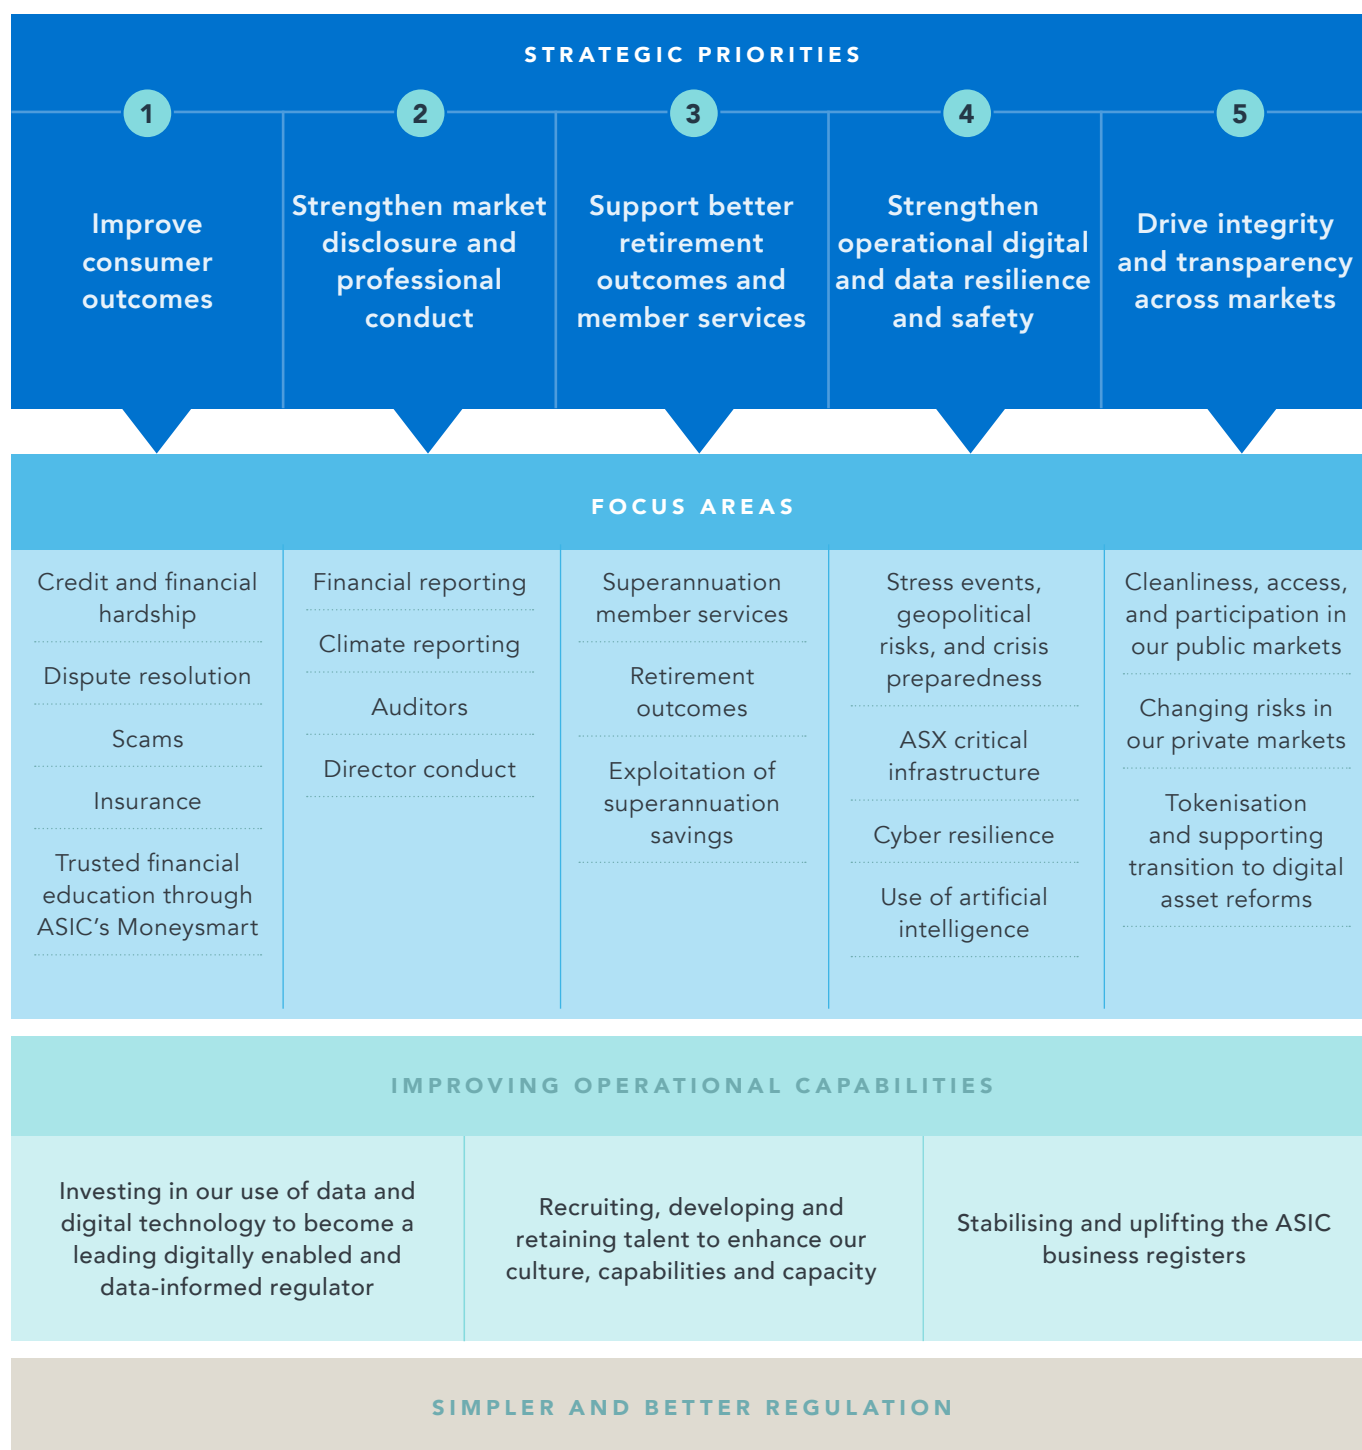 STRATEGIC PRIORITIES
1
Improve
consumer
outcomes
2
Strengthen market
disclosure and
professional
conduct
3
Support better
retirement
outcomes and
member services
4
Strengthen
operational digital
and data resilience
and safety
5
Drive integrity
and transparency
across markets
FOCUS AREAS
Credit and financial
hardship
Dispute resolution
Scams
Insurance
Trusted financial
education through
ASIC’s Moneysmart
Financial reporting
Climate reporting
Auditors
Director conduct
Superannuation
member services
Retirement
outcomes
Exploitation of
superannuation
savings
Stress events,
geopolitical
risks, and crisis
preparedness
ASX critical
infrastructure
Cyber resilience
Use of artificial
intelligence
Cleanliness, access,
and participation in
our public markets
Changing risks in
our private markets
Tokenisation
and supporting
transition to digital
asset reforms
IMPROVING OPERATIONAL CAPABILITIES
Investing in our use of data and
digital technology to become a
leading digitally enabled and
data-informed regulator
Recruiting, developing and
retaining talent to enhance our
culture, capabilities and capacity
Stabilising and uplifting the ASIC
business registers
SIMPLER AND BETTER REGULATION